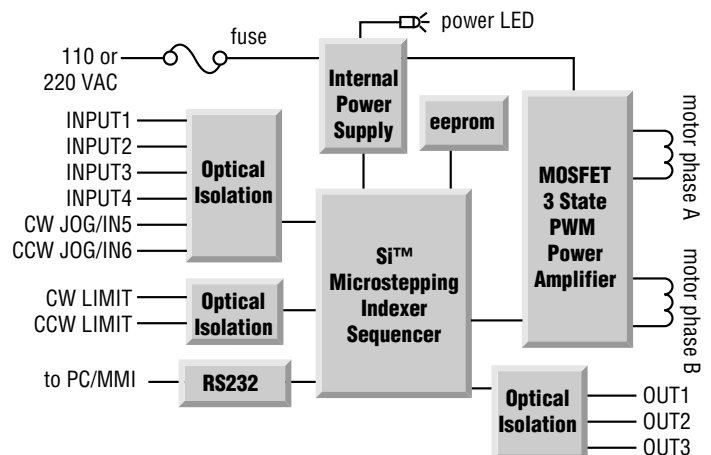 power LED
fuse
110 or
220 VAC
Internal
Power
Supply
eeprom
INPUT1
INPUT2
INPUT3
INPUT4
CW JOG/IN5
CCW JOG/IN6
Optical
Isolation
MOSFET
3 State
PWM
Power
Amplifier
motor phase A
motor phase B
Si™
Microstepping
Indexer
Sequencer
CW LIMIT
CCW LIMIT
Optical
Isolation
to PC/MMI
RS232
Optical
Isolation
OUT1
OUT2
OUT3